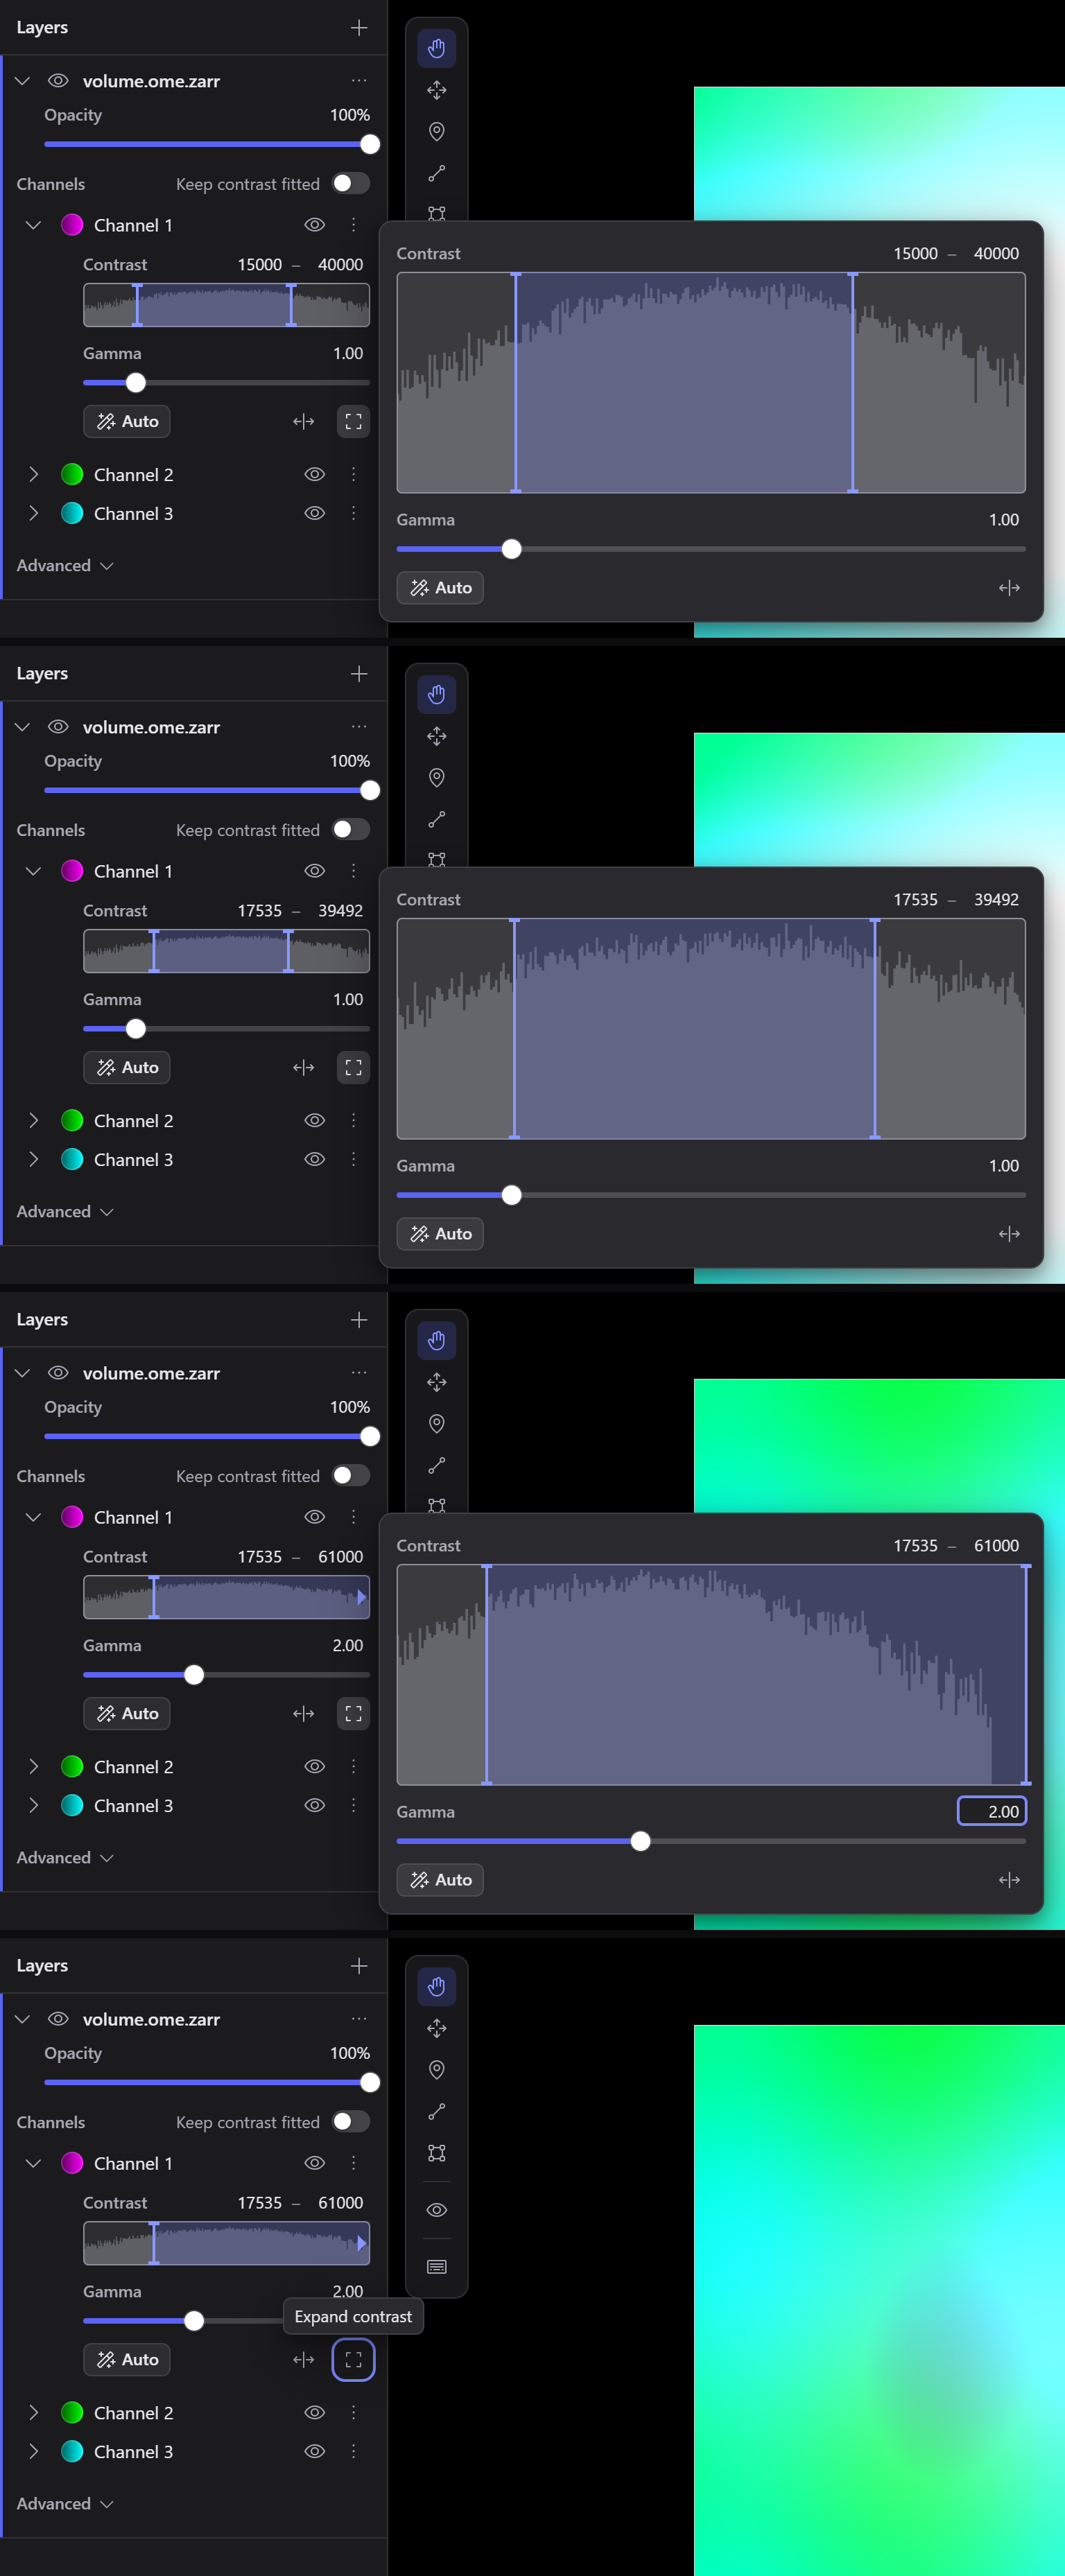 Layers
volume.ome.zarr
Opacity 100%
Channels Keep contrast fitted
Channel 1
Contrast 15000 – 40000
Gamma 1.00
Auto
Channel 2
Channel 3
Advanced
Contrast 15000 – 40000
Gamma 1.00
Auto
Layers
volume.ome.zarr
Opacity 100%
Channels Keep contrast fitted
Channel 1
Contrast 17535 – 39492
Gamma 1.00
Auto
Channel 2
Channel 3
Advanced
Contrast 17535 – 39492
Gamma 1.00
Auto
Layers
volume.ome.zarr
Opacity 100%
Channels Keep contrast fitted
Channel 1
Contrast 17535 – 61000
Gamma 2.00
Auto
Channel 2
Channel 3
Advanced
Contrast 17535 – 61000
Gamma 2.00
Auto
Layers
volume.ome.zarr
Opacity 100%
Channels Keep contrast fitted
Channel 1
Contrast 17535 – 61000
Gamma 2.00
Expand contrast
Auto
Channel 2
Channel 3
Advanced